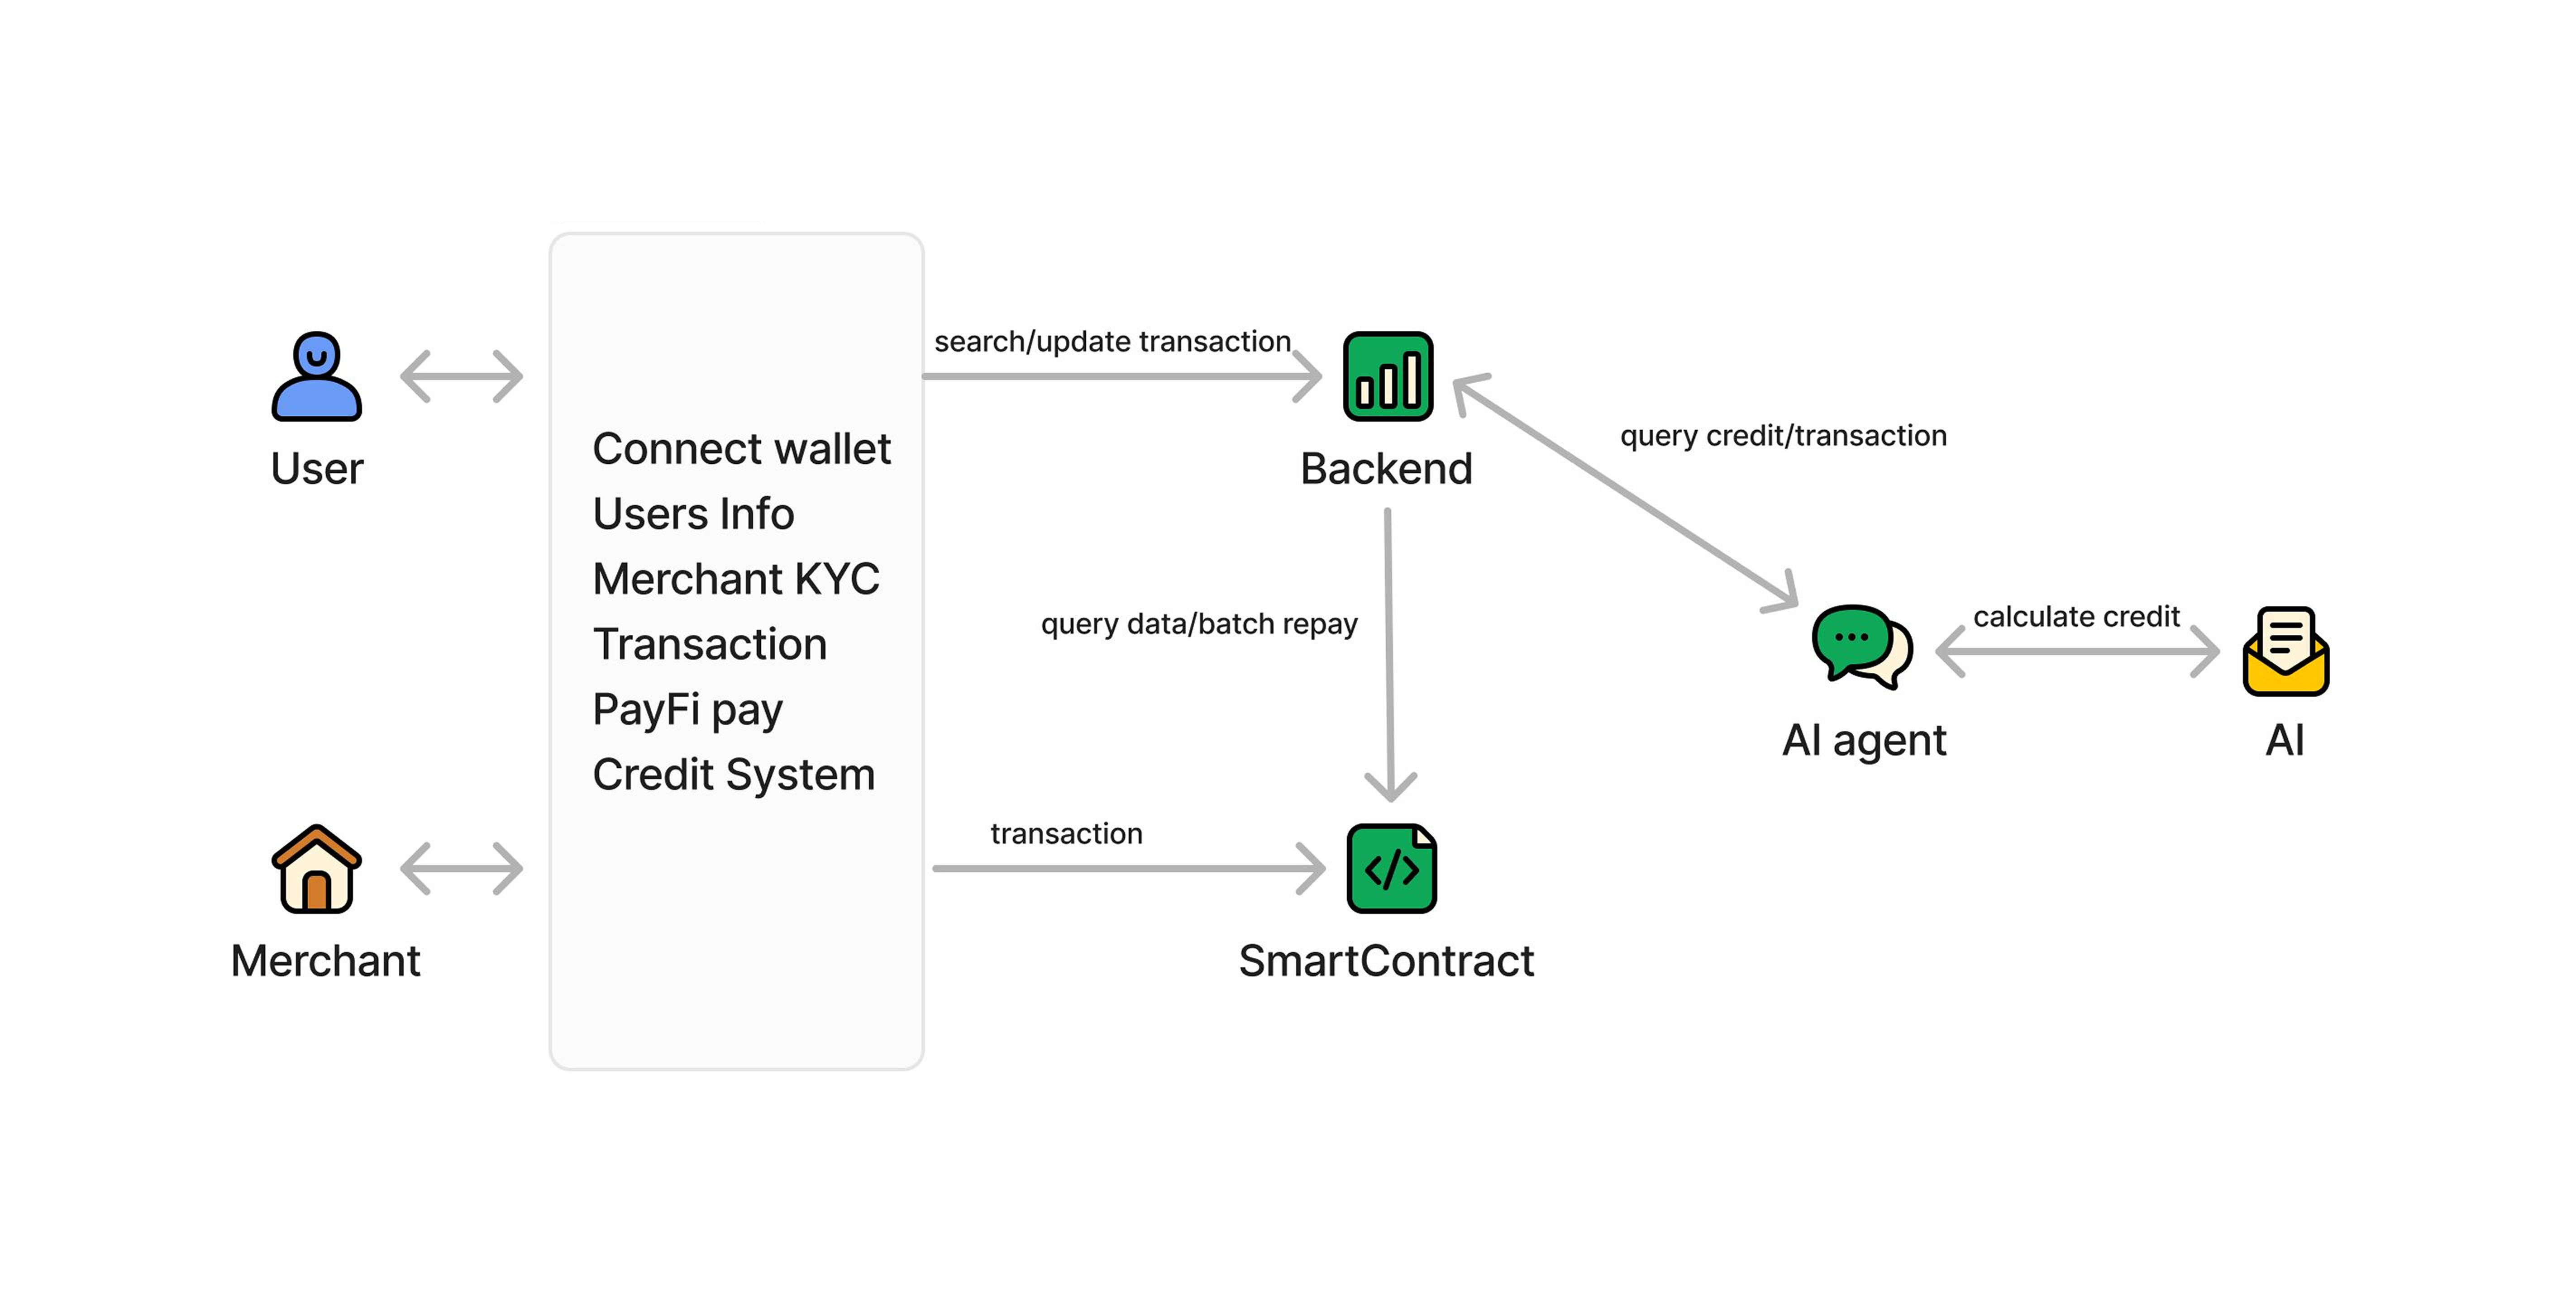 User
Merchant
Connect wallet
Users Info
Merchant KYC
Transaction
PayFi pay
Credit System
search/update transaction
Backend
query data/batch repay
transaction
SmartContract
query credit/transaction
AI agent
calculate credit
AI